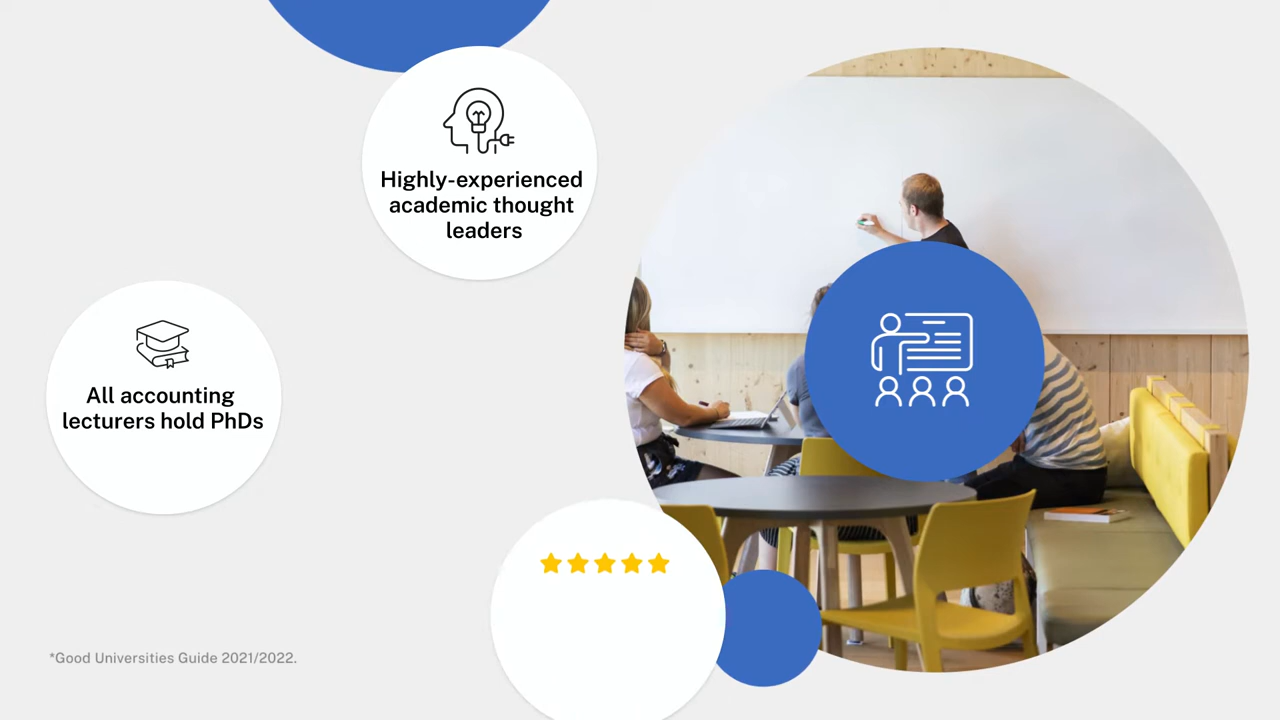 Highly-experienced
academic thought
leaders
All accounting
lecturers hold PhDs
*Good Universities Guide 2021/2022.